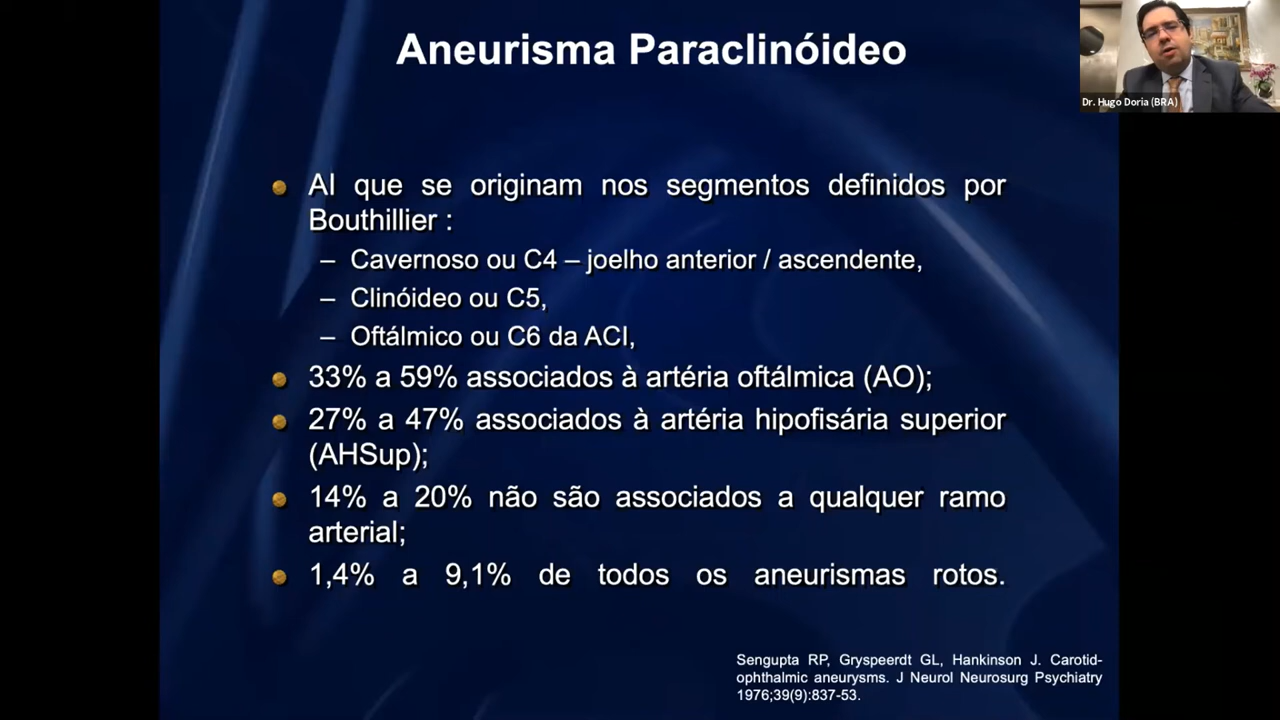 Aneurisma Paraclinóideo
Dr. Hugo Doria (BRA)
AI que se originam nos segmentos definidos por
Bouthillier :
– Cavernoso ou C4 – joelho anterior / ascendente,
– Clinóideo ou C5,
– Oftálmico ou C6 da ACI,
33% a 59% associados à artéria oftálmica (AO);
27% a 47% associados à artéria hipofisária superior
(AHSup);
14% a 20% não são associados a qualquer ramo
arterial;
1,4% a 9,1% de todos os aneurismas rotos.
Sengupta RP, Gryspeerdt GL, Hankinson J. Carotid-
ophthalmic aneurysms. J Neurol Neurosurg Psychiatry
1976;39(9):837-53.